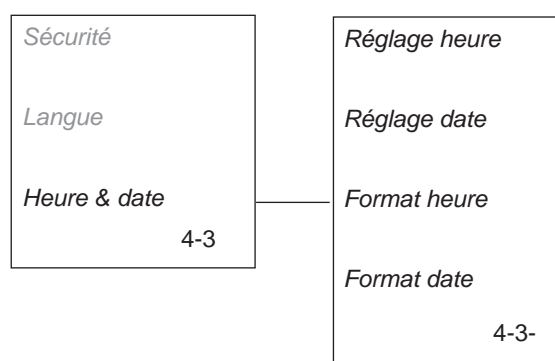 Sécurité
Langue
Heure & date
4-3
Réglage heure
Réglage date
Format heure
Format date
4-3-